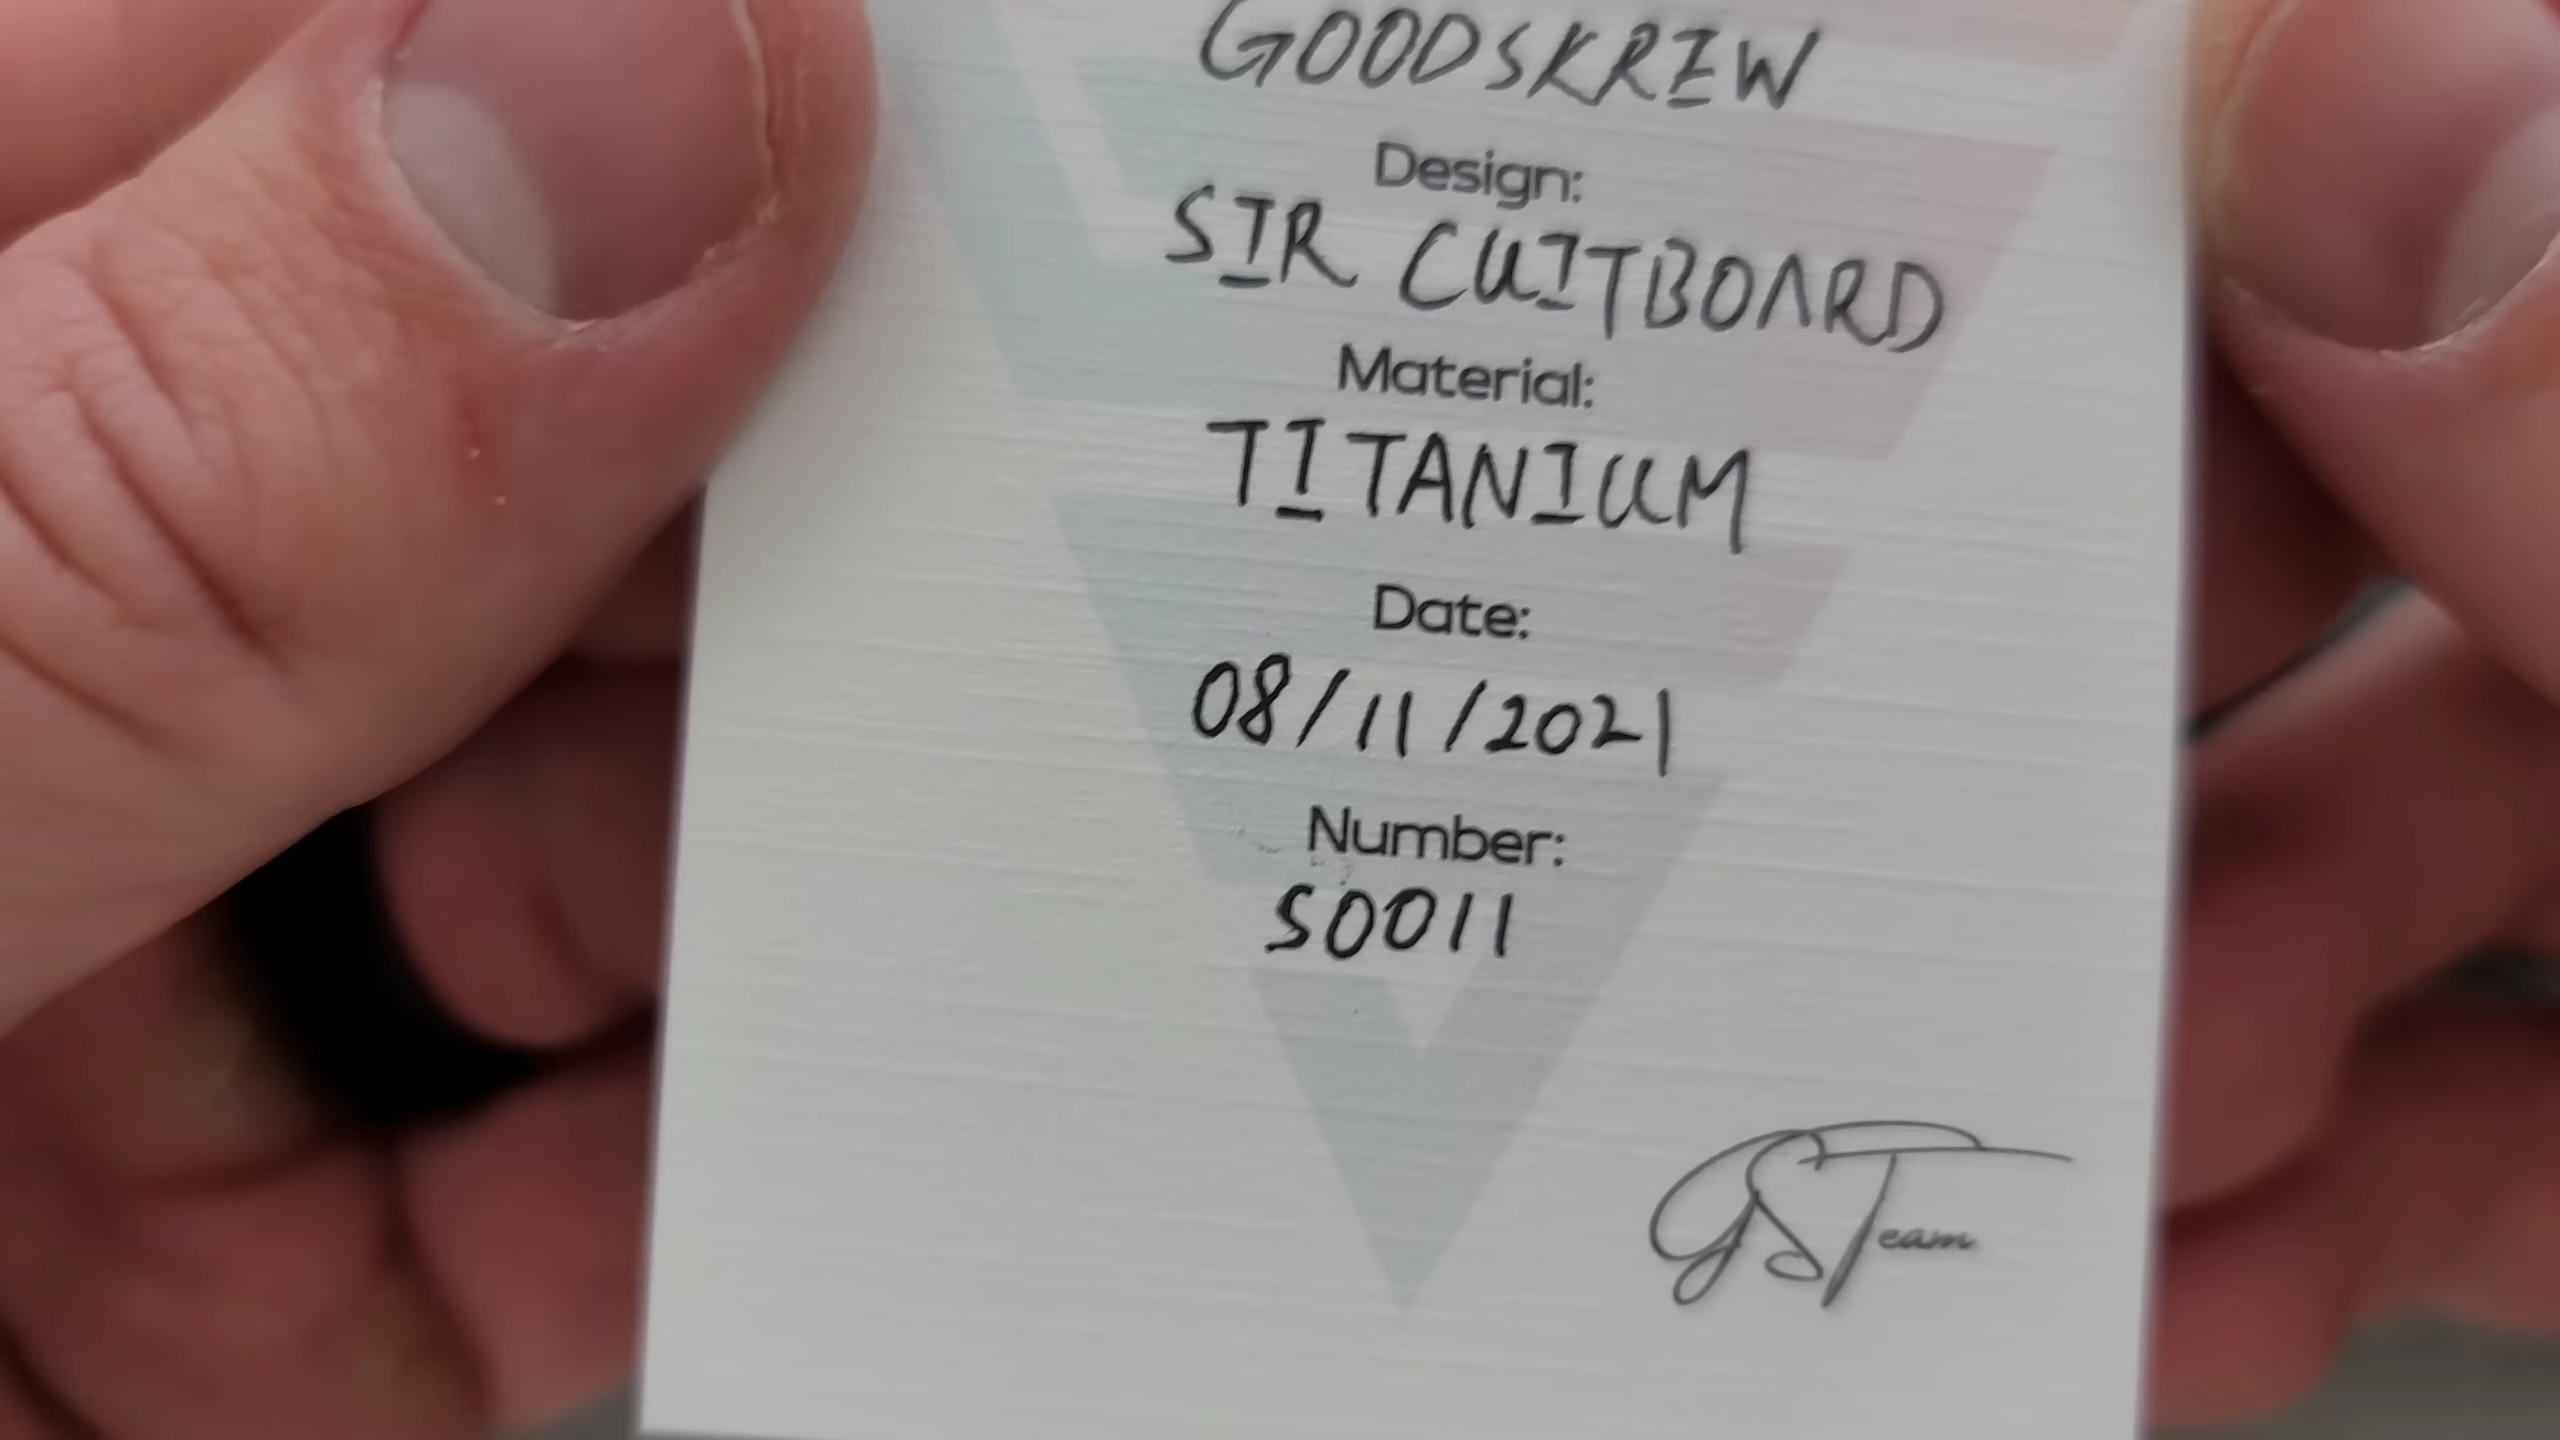 GOODSKREW
Design:
SIR CUITBOARD
Material:
TITANIUM
Date:
08/11/2021
Number:
S0011
GSTeam